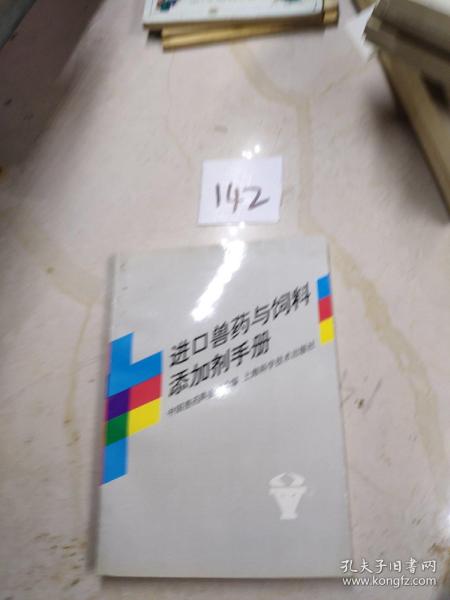 142
进口兽药与饲料
添加剂手册
上海科学技术出版社
孔夫子旧书网
www.kongfz.com